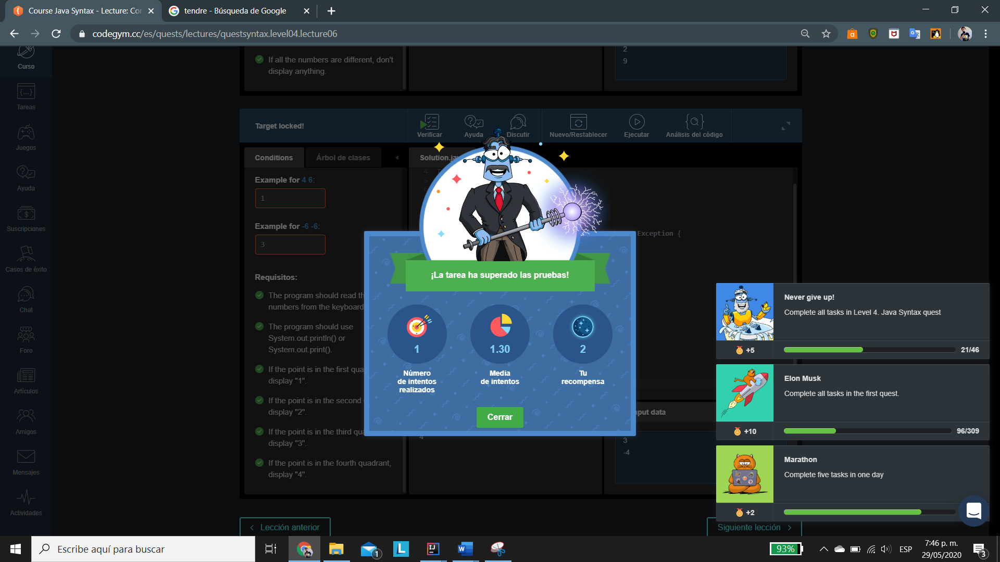 Course Java Syntax - Lecture: Con
tendre - Búsqueda de Google
codegym.cc/es/quests/lectures/questsyntax.level04.lecture06
Curso
Tareas
Juegos
Ayuda
Suscripciones
Casos de éxito
Chat
Foro
Artículos
Amigos
Mensajes
Actividades
If all the numbers are different, don't
display anything.
2
9
Target locked!
Verificar
Ayuda
Discutir
Nuevo/Restablecer
Ejecutar
Análisis del código
Conditions
Árbol de clases
Solution.ja
4
5
Example for 4 6:
1
Example for -6 -6:
3
Exception {
Requisitos:
The program should read th
numbers from the keyboard
The program should use
System.out.println() or
System.out.print().
If the point is in the first qua
display "1".
If the point is in the second
display "2".
If the point is in the third qua
display "3".
If the point is in the fourth quadrant,
display "4".
4
put data
3
-4
¡La tarea ha superado las pruebas!
1
Número
de intentos
realizados
1.30
Media
de intentos
2
Tu
recompensa
Cerrar
Never give up!
Complete all tasks in Level 4. Java Syntax quest
+5
21/46
Elon Musk
Complete all tasks in the first quest.
+10
96/309
Marathon
Complete five tasks in one day
+2
Lección anterior
Siguiente lección
Escribe aquí para buscar
1
93%
ESP
7:46 p. m.
29/05/2020
3